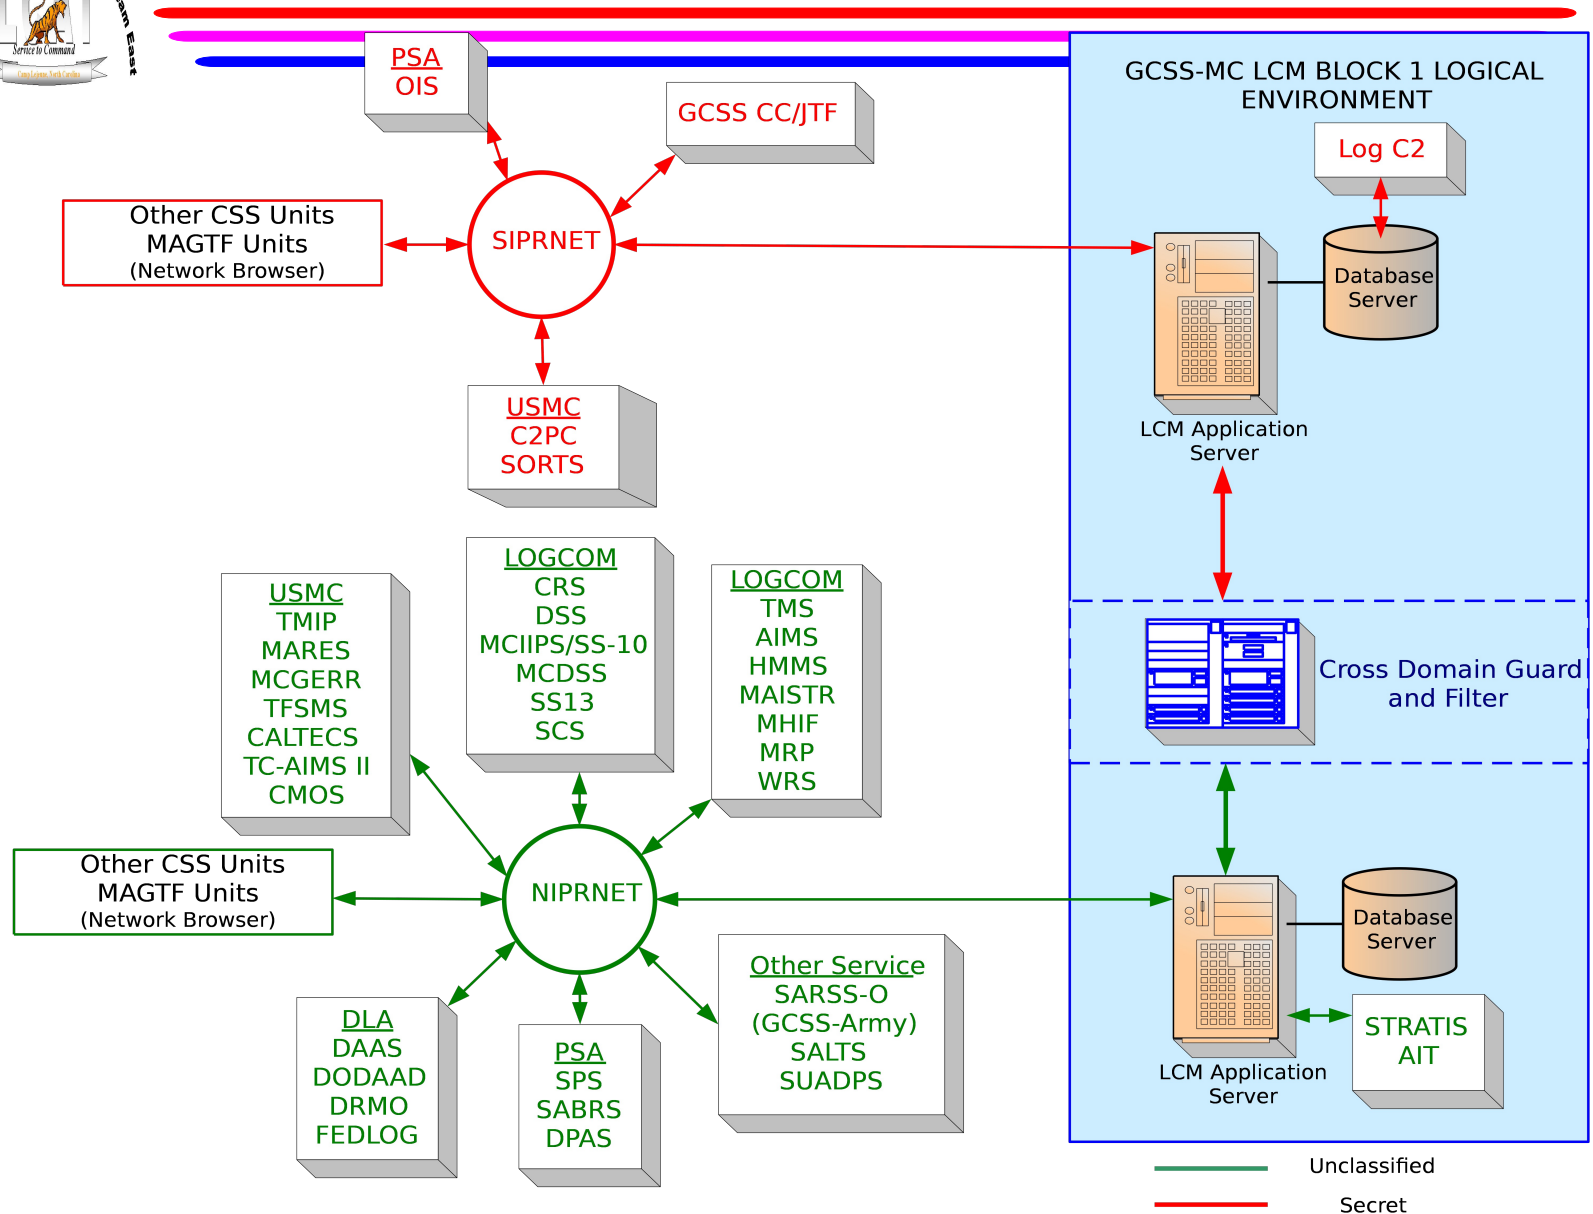 am East
Service to Command
Camp Lejeune, North Carolina
PSA
OIS
GCSS CC/JTF
GCSS-MC LCM BLOCK 1 LOGICAL
ENVIRONMENT
Log C2
Other CSS Units
MAGTF Units
(Network Browser)
SIPRNET
Database
Server
LCM Application
Server
USMC
C2PC
SORTS
LOGCOM
CRS
DSS
MCIIPS/SS-10
MCDSS
SS13
SCS
LOGCOM
TMS
AIMS
HMMS
MAISTR
MHIF
MRP
WRS
USMC
TMIP
MARES
MCGERR
TFSMS
CALTECS
TC-AIMS II
CMOS
Cross Domain Guard
and Filter
Other CSS Units
MAGTF Units
(Network Browser)
NIPRNET
Database
Server
LCM Application
Server
STRATIS
AIT
Other Service
SARSS-O
(GCSS-Army)
SALTS
SUADPS
DLA
DAAS
DODAAD
DRMO
FEDLOG
PSA
SPS
SABRS
DPAS
Unclassified
Secret